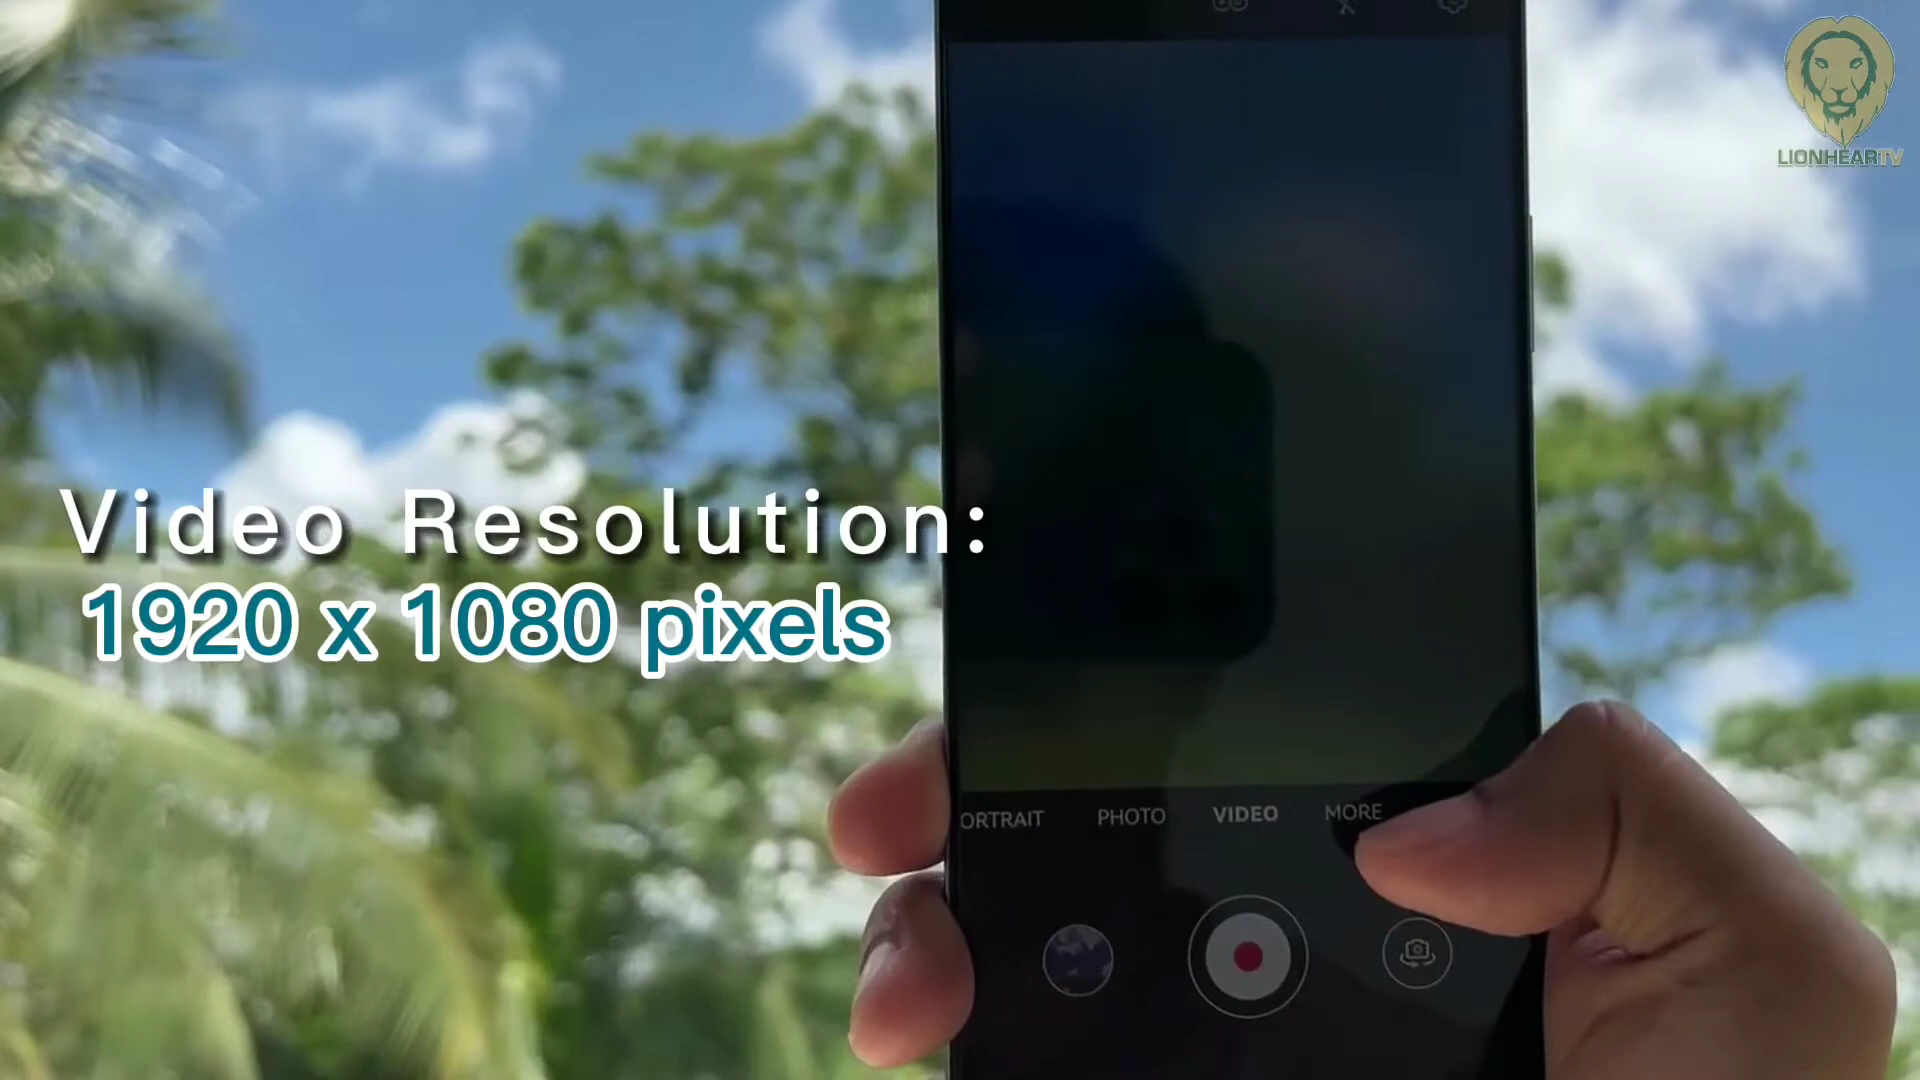 LIONHEARTV
Video Resolution:
1920 x 1080 pixels
ORTRAIT PHOTO VIDEO MORE